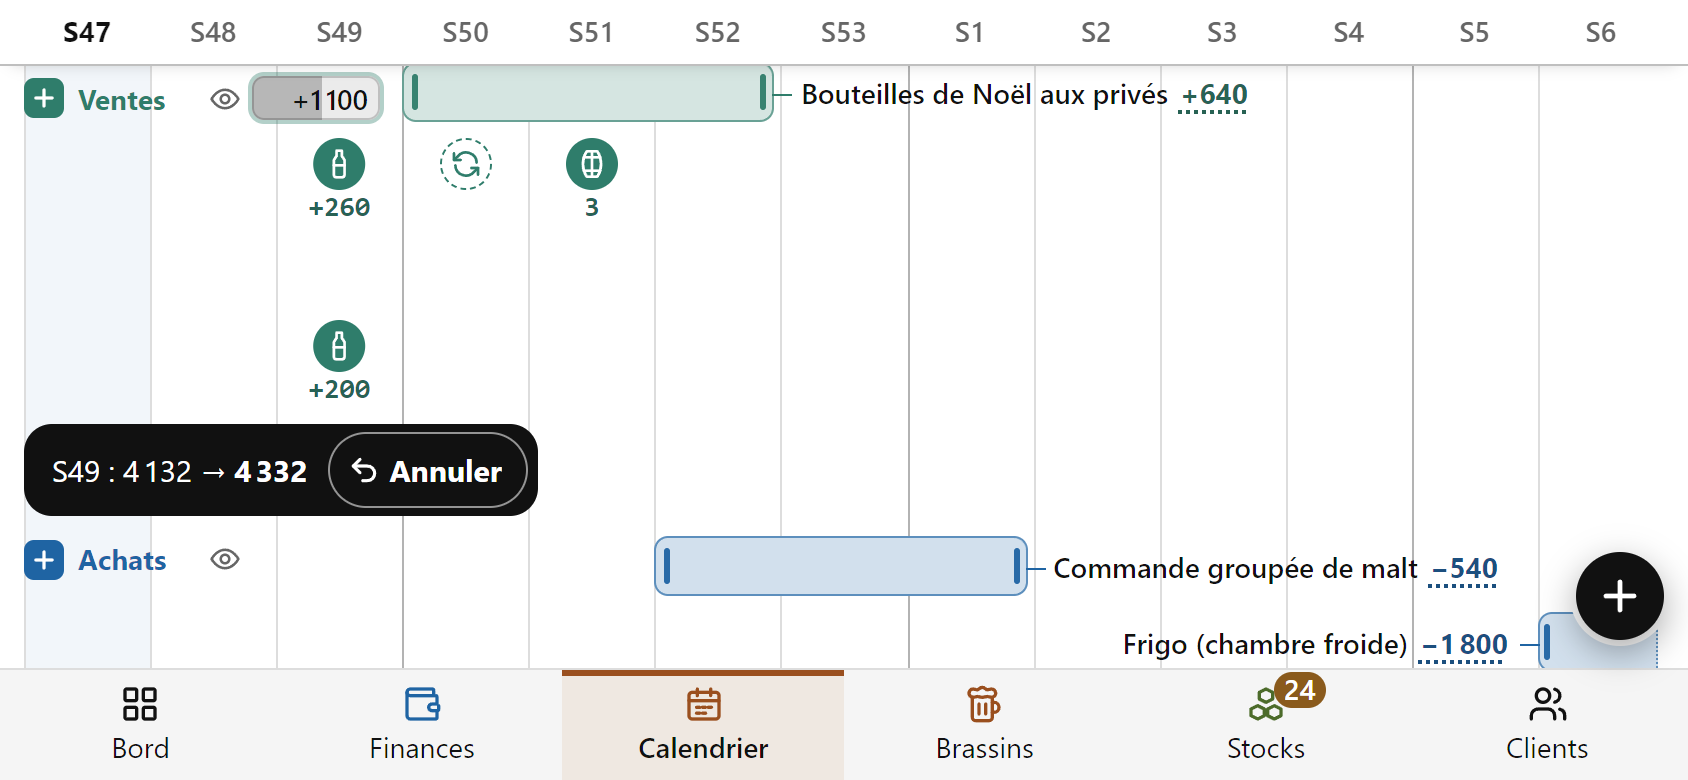 S47 S48 S49 S50 S51 S52 S53 S1 S2 S3 S4 S5 S6
Ventes +1100 Bouteilles de Noël aux privés +640
+260 3
+200
S49 : 4 132 → 4 332 Annuler
Achats Commande groupée de malt −540
Frigo (chambre froide) −1 800
24
Bord Finances Calendrier Brassins Stocks Clients